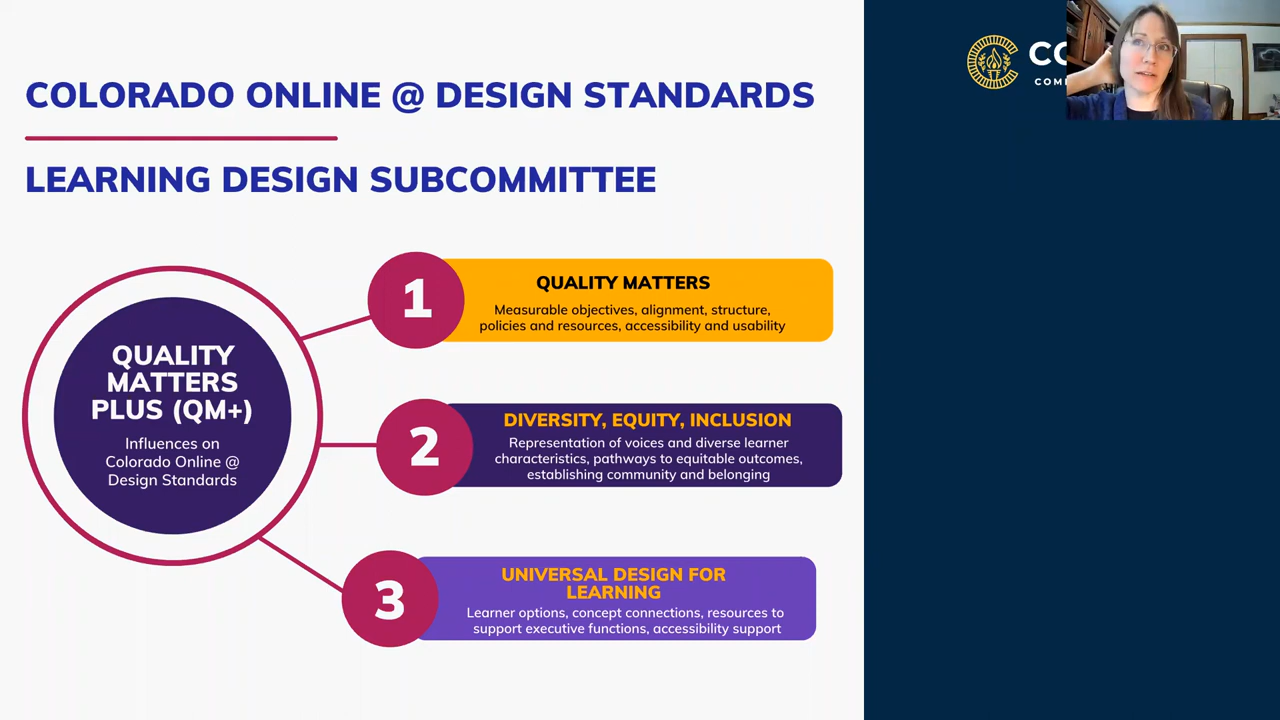 COLORADO ONLINE @ DESIGN STANDARDS
LEARNING DESIGN SUBCOMMITTEE
QUALITY
MATTERS
PLUS (QM+)
Influences on
Colorado Online @
Design Standards
1
QUALITY MATTERS
Measurable objectives, alignment, structure,
policies and resources, accessibility and usability
2
DIVERSITY, EQUITY, INCLUSION
Representation of voices and diverse learner
characteristics, pathways to equitable outcomes,
establishing community and belonging
3
UNIVERSAL DESIGN FOR
LEARNING
Learner options, concept connections, resources to
support executive functions, accessibility support